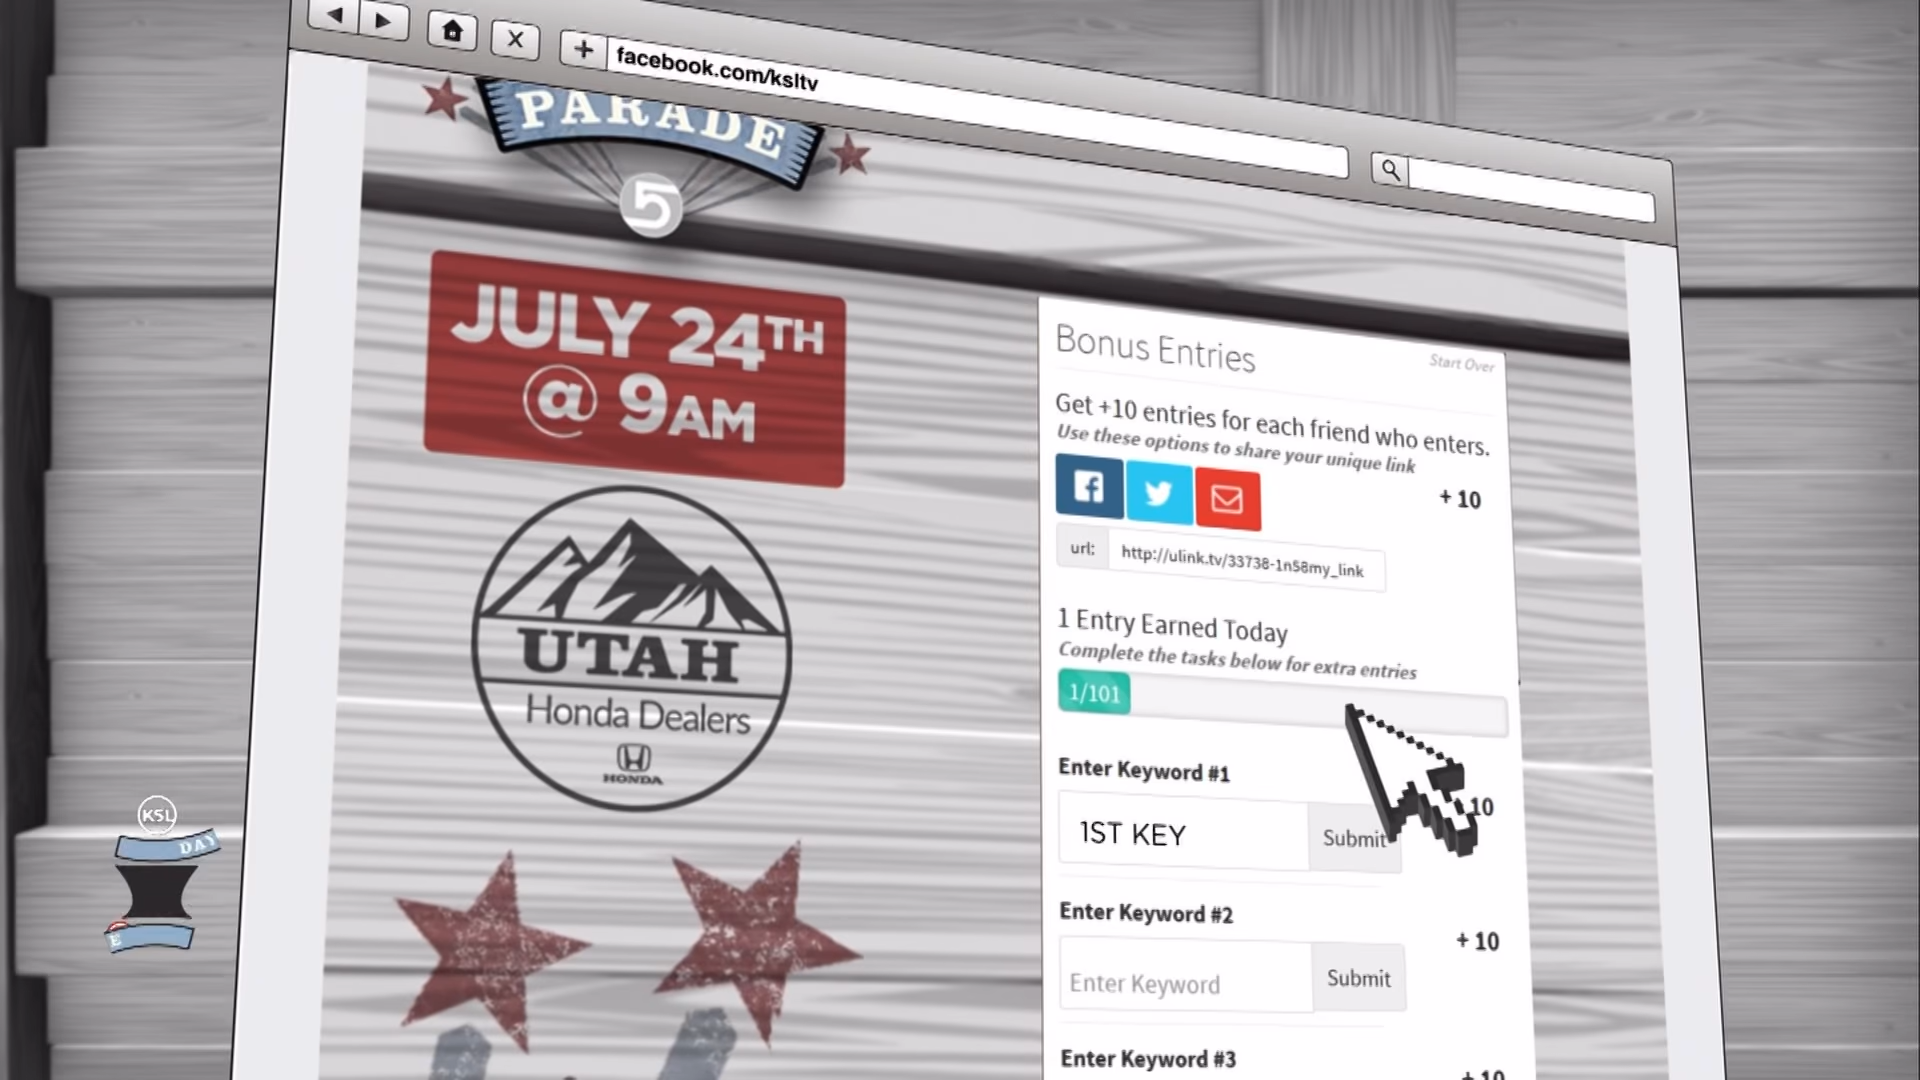 facebook.com/ksltv
PARADE
5
JULY 24TH
@ 9AM
UTAH
Honda Dealers
HONDA
Bonus Entries
Start Over
Get +10 entries for each friend who enters.
Use these options to share your unique link
+ 10
url:
http://ulink.tv/33738-1n58my_link
1 Entry Earned Today
Complete the tasks below for extra entries
1/101
Enter Keyword #1
1ST KEY
Submit
10
Enter Keyword #2
+ 10
Enter Keyword
Submit
Enter Keyword #3
+ 10
KSL
DAY
E